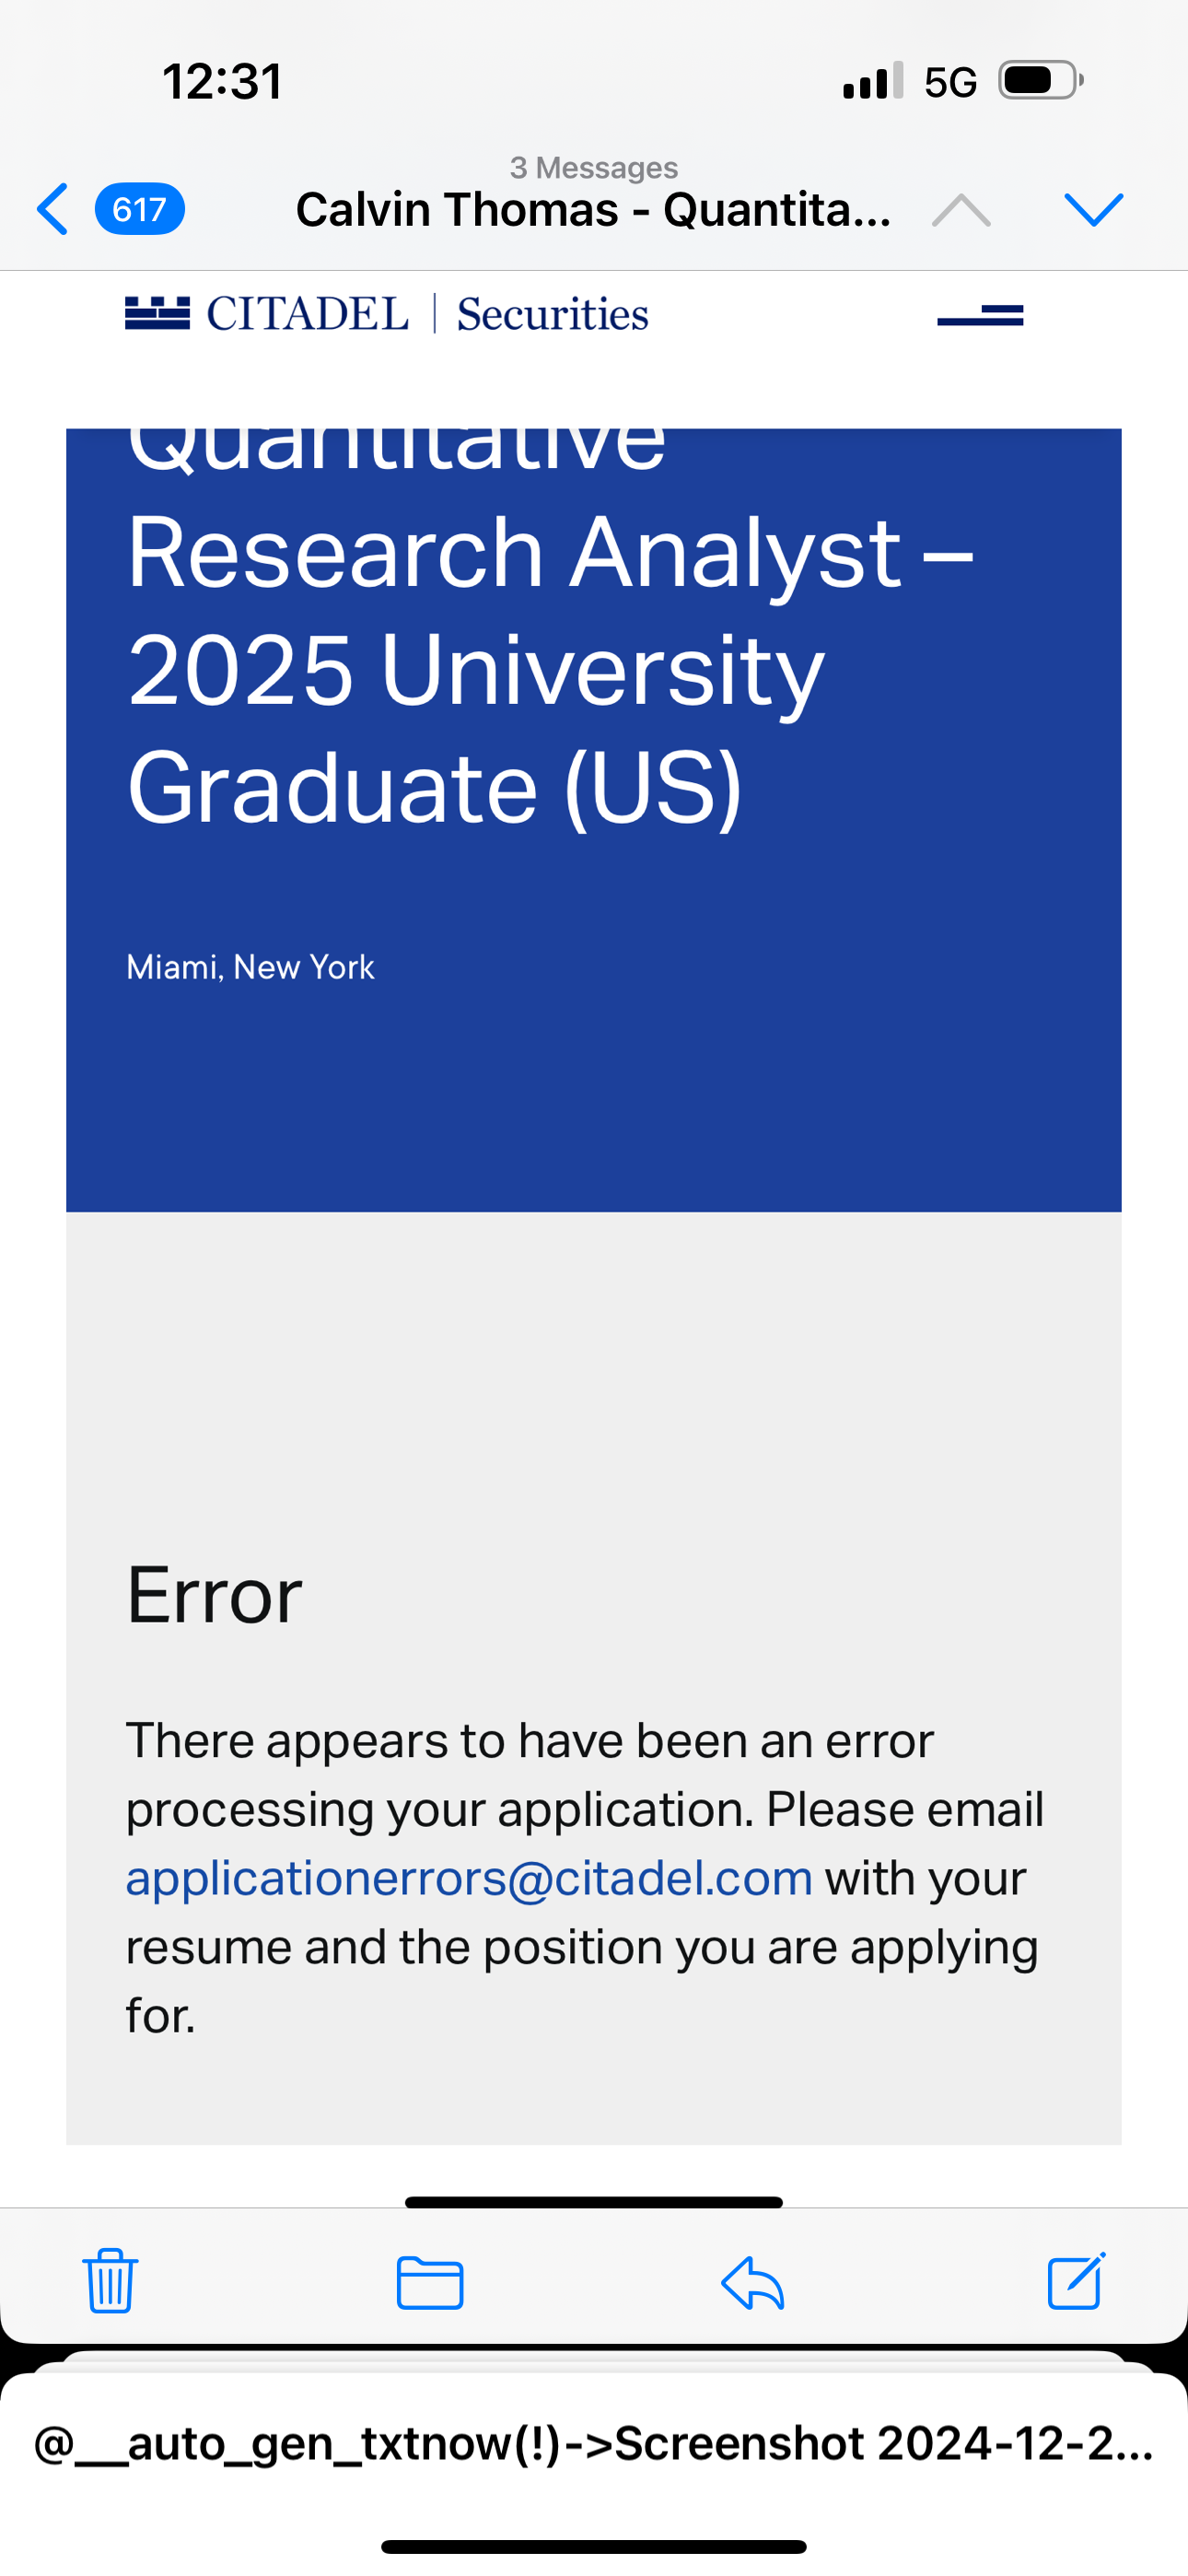 12:31
5G
3 Messages
617
Calvin Thomas - Quantita...
CITADEL | Securities
Quantitative
Research Analyst –
2025 University
Graduate (US)
Miami, New York
Error
There appears to have been an error
processing your application. Please email
applicationerrors@citadel.com with your
resume and the position you are applying
for.
@__auto_gen_txtnow(!)->Screenshot 2024-12-2...